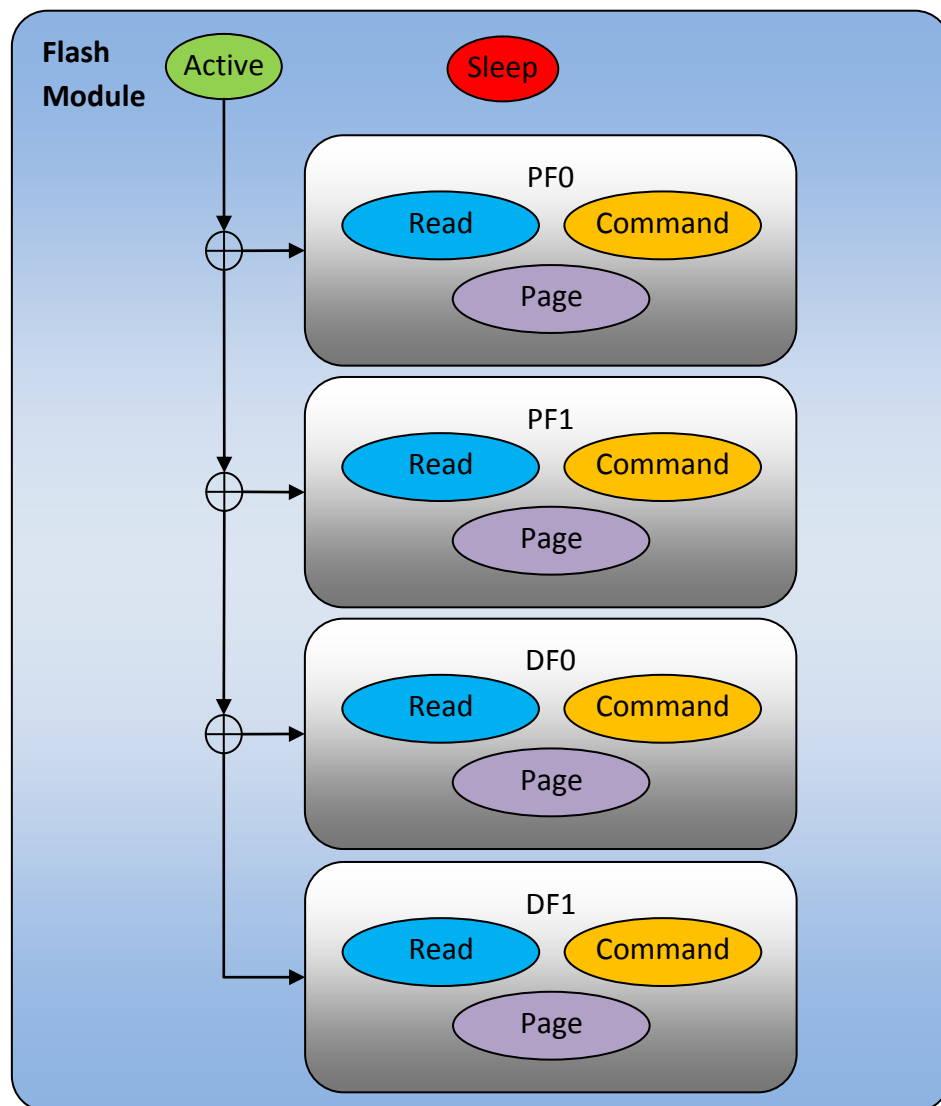 Flash
Module
Active
Sleep
PF0
Read
Command
Page
PF1
Read
Command
Page
DF0
Read
Command
Page
DF1
Read
Command
Page